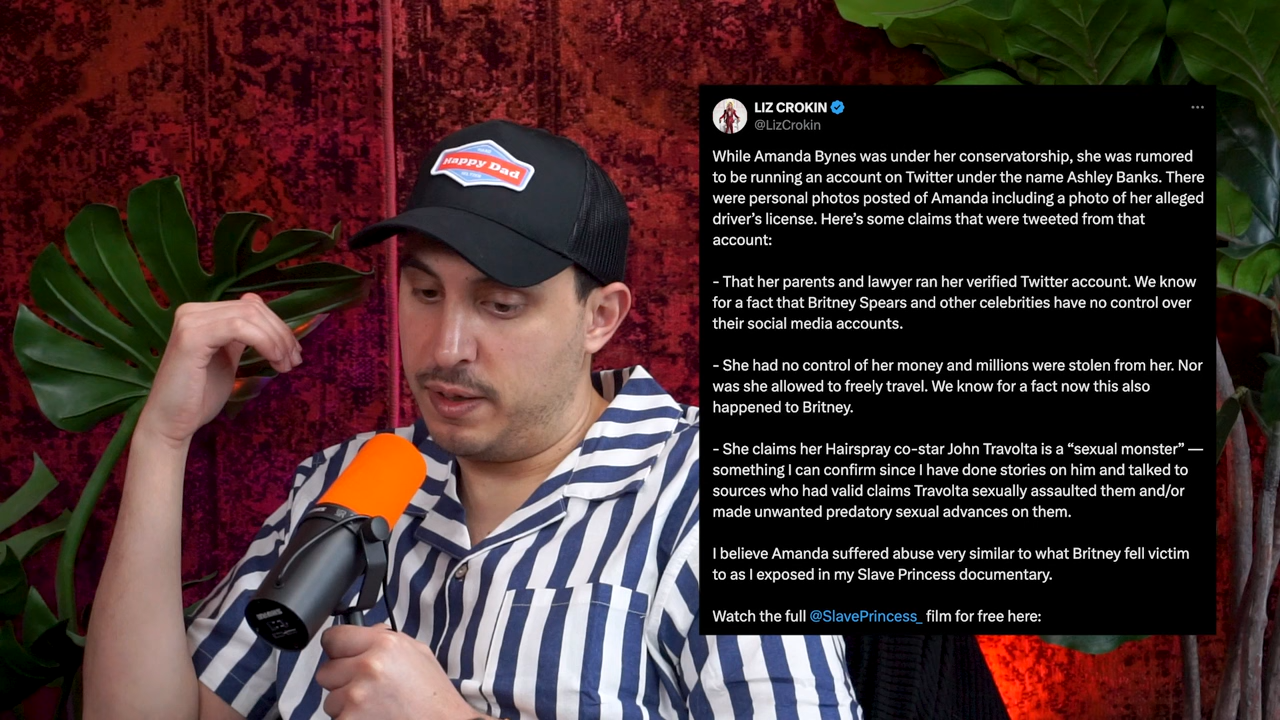 Happy Dad
LIZ CROKIN
@LizCrokin
While Amanda Bynes was under her conservatorship, she was rumored
to be running an account on Twitter under the name Ashley Banks. There
were personal photos posted of Amanda including a photo of her alleged
driver's license. Here's some claims that were tweeted from that
account:
- That her parents and lawyer ran her verified Twitter account. We know
for a fact that Britney Spears and other celebrities have no control over
their social media accounts.
- She had no control of her money and millions were stolen from her. Nor
was she allowed to freely travel. We know for a fact now this also
happened to Britney.
- She claims her Hairspray co-star John Travolta is a “sexual monster” —
something I can confirm since I have done stories on him and talked to
sources who had valid claims Travolta sexually assaulted them and/or
made unwanted predatory sexual advances on them.
I believe Amanda suffered abuse very similar to what Britney fell victim
to as I exposed in my Slave Princess documentary.
Watch the full @SlavePrincess_ film for free here: